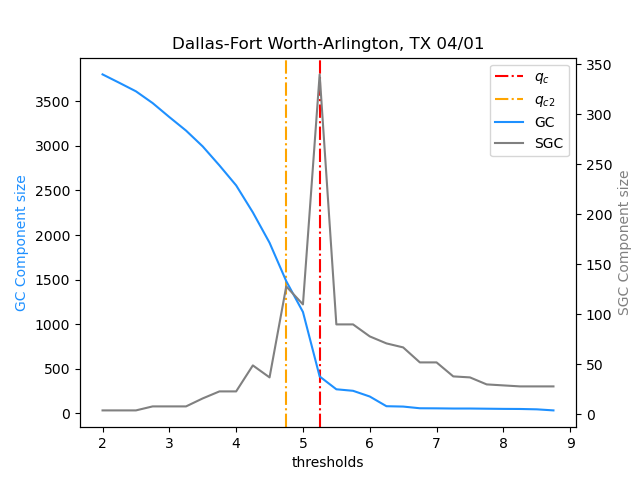 Dallas-Fort Worth-Arlington, TX 04/01
GC Component size
3500
3000
2500
2000
1500
1000
500
0
q_c
q_c2
GC
SGC
350
300
250
200
150
100
50
0
SGC Component size
2 3 4 5 6 7 8 9
thresholds